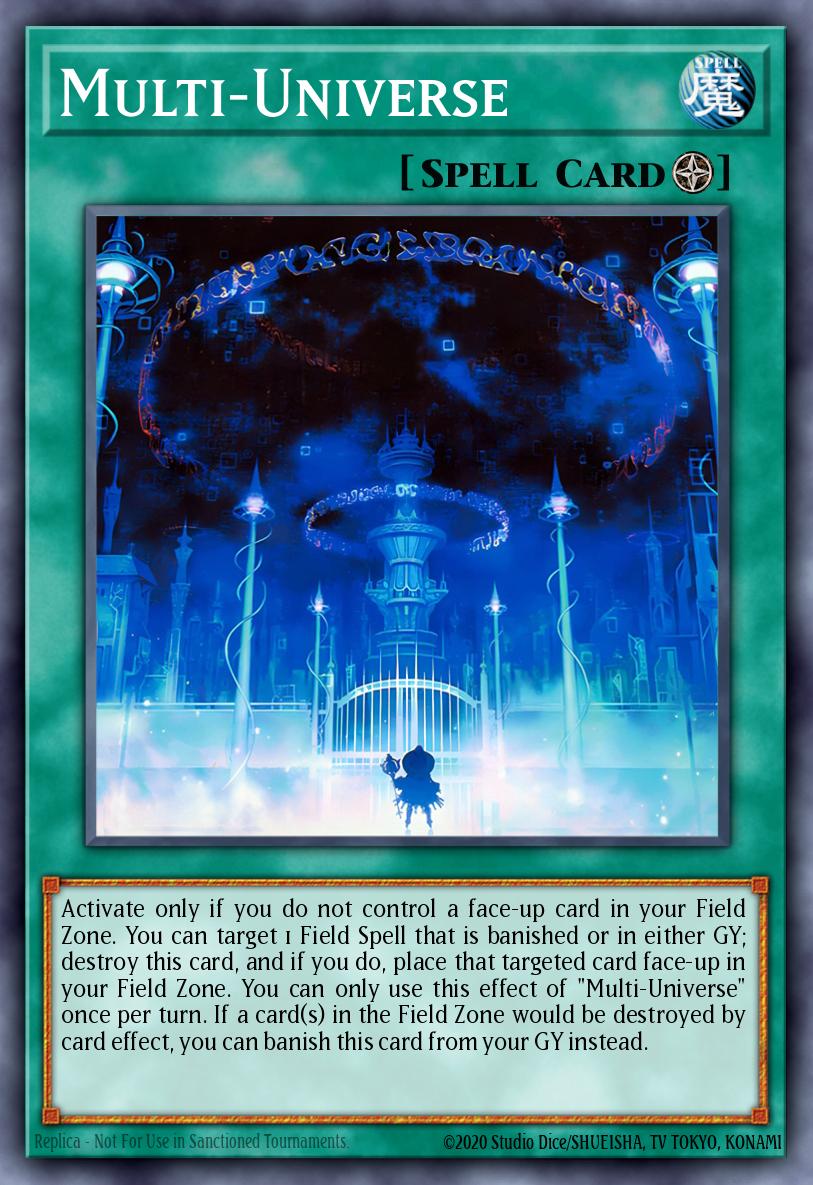 Multi-Universe
SPELL
魔
[Spell Card]
Activate only if you do not control a face-up card in your Field
Zone. You can target 1 Field Spell that is banished or in either GY;
destroy this card, and if you do, place that targeted card face-up in
your Field Zone. You can only use this effect of "Multi-Universe"
once per turn. If a card(s) in the Field Zone would be destroyed by
card effect, you can banish this card from your GY instead.
Replica - Not For Use in Sanctioned Tournaments.
©2020 Studio Dice/SHUEISHA, TV TOKYO, KONAMI